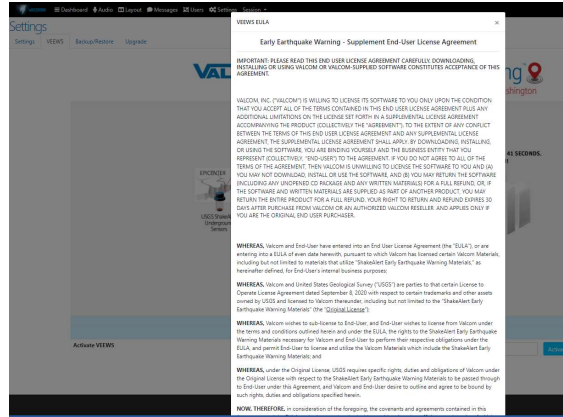 Dashboard Audio Layout Messages Users Settings Session
Settings
Settings VEEWS Backup/Restore Upgrade
VEEWS EULA ×
Early Earthquake Warning - Supplement End-User License Agreement
IMPORTANT: PLEASE READ THIS END USER LICENSE AGREEMENT CAREFULLY. DOWNLOADING,
INSTALLING OR USING VALCOM OR VALCOM-SUPPLIED SOFTWARE CONSTITUTES ACCEPTANCE OF THIS
AGREEMENT.
VALCOM, INC. ("VALCOM") IS WILLING TO LICENSE ITS SOFTWARE TO YOU ONLY UPON THE CONDITION
THAT YOU ACCEPT ALL OF THE TERMS CONTAINED IN THIS END USER LICENSE AGREEMENT PLUS ANY
ADDITIONAL LIMITATIONS ON THE LICENSE SET FORTH IN A SUPPLEMENTAL LICENSE AGREEMENT
ACCOMPANYING THE PRODUCT (COLLECTIVELY THE "AGREEMENT"). TO THE EXTENT OF ANY CONFLICT
BETWEEN THE TERMS OF THIS END USER LICENSE AGREEMENT AND ANY SUPPLEMENTAL LICENSE
AGREEMENT, THE SUPPLEMENTAL LICENSE AGREEMENT SHALL APPLY. BY DOWNLOADING, INSTALLING,
OR USING THE SOFTWARE, YOU ARE BINDING YOURSELF AND THE BUSINESS ENTITY THAT YOU
REPRESENT (COLLECTIVELY, "END-USER") TO THE AGREEMENT. IF YOU DO NOT AGREE TO ALL OF THE
TERMS OF THE AGREEMENT, THEN VALCOM IS UNWILLING TO LICENSE THE SOFTWARE TO YOU AND (A)
YOU MAY NOT DOWNLOAD, INSTALL OR USE THE SOFTWARE, AND (B) YOU MAY RETURN THE SOFTWARE
(INCLUDING ANY UNOPENED CD PACKAGE AND ANY WRITTEN MATERIALS) FOR A FULL REFUND, OR, IF
THE SOFTWARE AND WRITTEN MATERIALS ARE SUPPLIED AS PART OF ANOTHER PRODUCT, YOU MAY
RETURN THE ENTIRE PRODUCT FOR A FULL REFUND. YOUR RIGHT TO RETURN AND REFUND EXPIRES 30
DAYS AFTER PURCHASE FROM VALCOM OR AN AUTHORIZED VALCOM RESELLER, AND APPLIES ONLY IF
YOU ARE THE ORIGINAL END USER PURCHASER.
WHEREAS, Valcom and End-User have entered into an End User License Agreement (the "EULA"), or are
entering into a EULA of even date herewith, pursuant to which Valcom has licensed certain Valcom Materials,
including but not limited to materials that utilize "ShakeAlert Early Earthquake Warning Materials," as
hereinafter defined, for End-User's internal business purposes;
WHEREAS, Valcom and United States Geological Survey ("USGS") are parties to that certain License to
Operate License Agreement dated September 8, 2020 with respect to certain trademarks and other assets
owned by USGS and licensed to Valcom thereunder, including but not limited to the "ShakeAlert Early
Earthquake Warning Materials" (the "Original License");
WHEREAS, Valcom wishes to sub-license to End-User, and End-User wishes to license from Valcom under
the terms and conditions outlined herein and under the EULA, the rights to the ShakeAlert Early Earthquake
Warning Materials necessary for Valcom and End-User to perform their respective obligations under the
EULA, and permit End-User to license and utilize the Valcom Materials which include the ShakeAlert Early
Earthquake Warning Materials; and
WHEREAS, under the Original License, USGS requires specific rights, duties and obligations of Valcom under
the Original License with respect to the ShakeAlert Early Earthquake Warning Materials to be passed through
to End-User under this Agreement, and Valcom and End-User desire to outline and agree to be bound by
such rights, duties and obligations specified herein.
NOW, THEREFORE, in consideration of the foregoing, the covenants and agreements contained in this
VAL
ng
shington
41 SECONDS.
EPICENTER
USGS ShakeAl
Undergroun
Sensors
Activate VEEWS
Activa